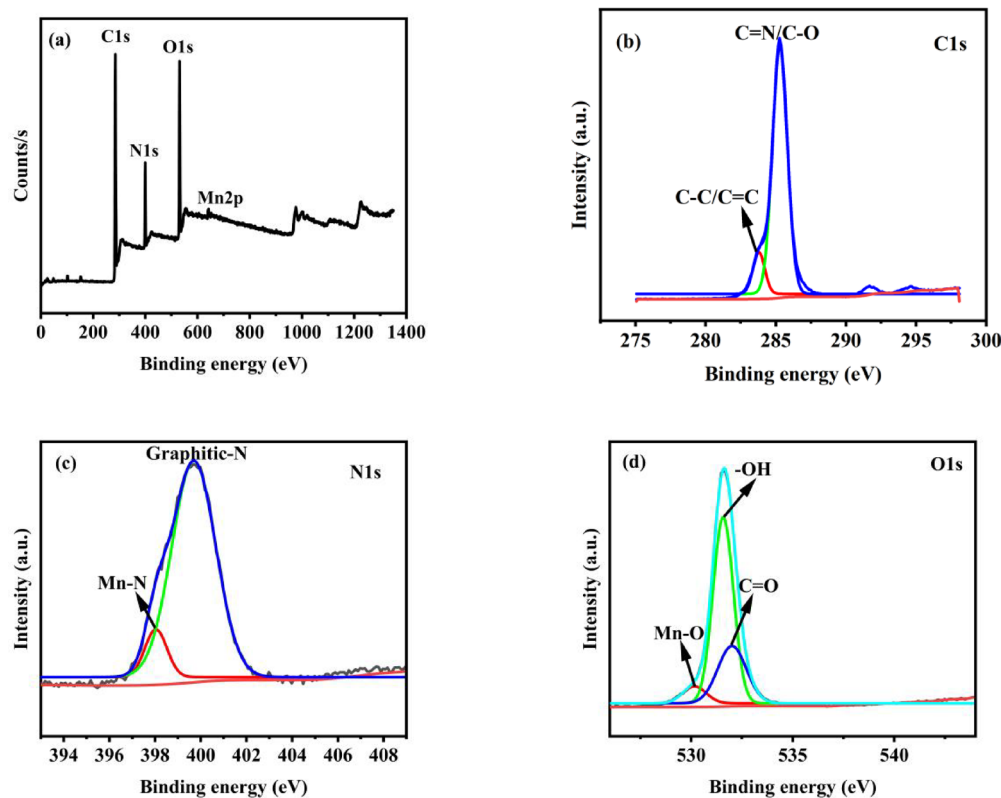 (a)
C1s
O1s
N1s
Mn2p
Counts/s
0 200 400 600 800 1000 1200 1400
Binding energy (eV)
(b)
C=N/C-O
C1s
C-C/C=C
Intensity (a.u.)
275 280 285 290 295 300
Binding energy (eV)
(c)
Graphitic-N
N1s
Mn-N
Intensity (a.u.)
394 396 398 400 402 404 406 408
Binding energy (eV)
(d)
-OH
O1s
C=O
Mn-O
Intensity (a.u.)
530 535 540
Binding energy (eV)